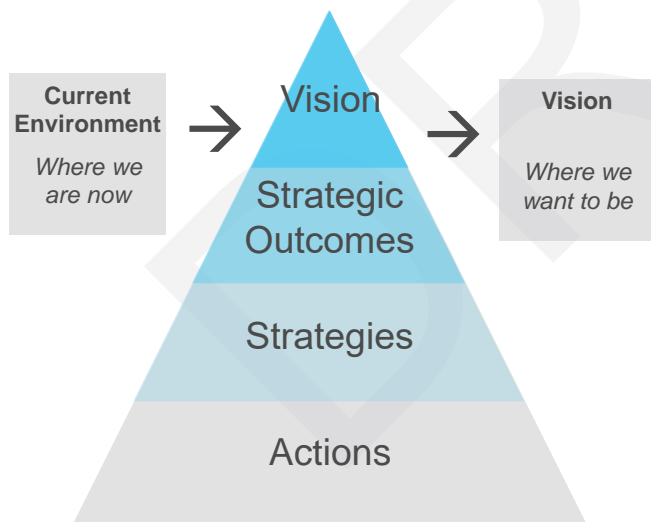 Current
Environment
Where we
are now
Vision
Strategic
Outcomes
Strategies
Actions
Vision
Where we
want to be